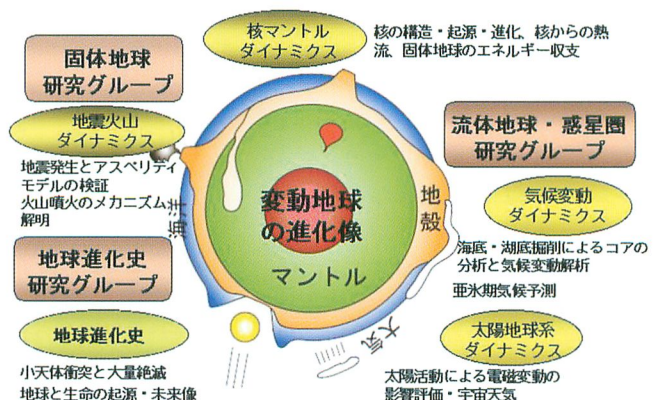 核マントル
ダイナミクス
核の構造・起源・進化、核からの熱
流、固体地球のエネルギー収支
固体地球
研究グループ
地震火山
ダイナミクス
地震発生とアスペリティ
モデルの検証
火山噴火のメカニズム
解明
流体地球・惑星圏
研究グループ
気候変動
ダイナミクス
海底・湖底掘削によるコアの
分析と気候変動解析
亜氷期気候予測
変動地球
の進化像
マントル
地殻
海洋
大気
地球進化史
研究グループ
地球進化史
小天体衝突と大量絶滅
地球と生命の起源・未来像
太陽地球系
ダイナミクス
太陽活動による電磁変動の
影響評価・宇宙天気